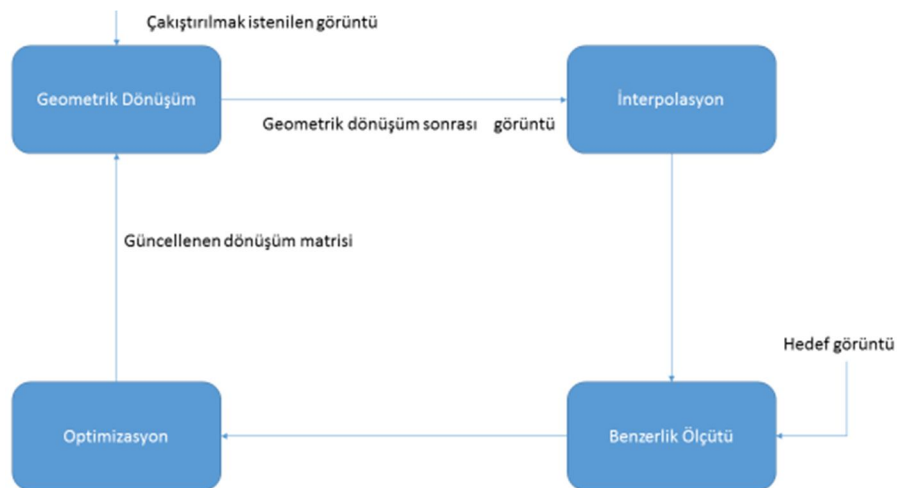 Çakıştırılmak istenilen görüntü
Geometrik Dönüşüm
İnterpolasyon
Geometrik dönüşüm sonrası görüntü
Güncellenen dönüşüm matrisi
Hedef görüntü
Optimizasyon
Benzerlik Ölçütü